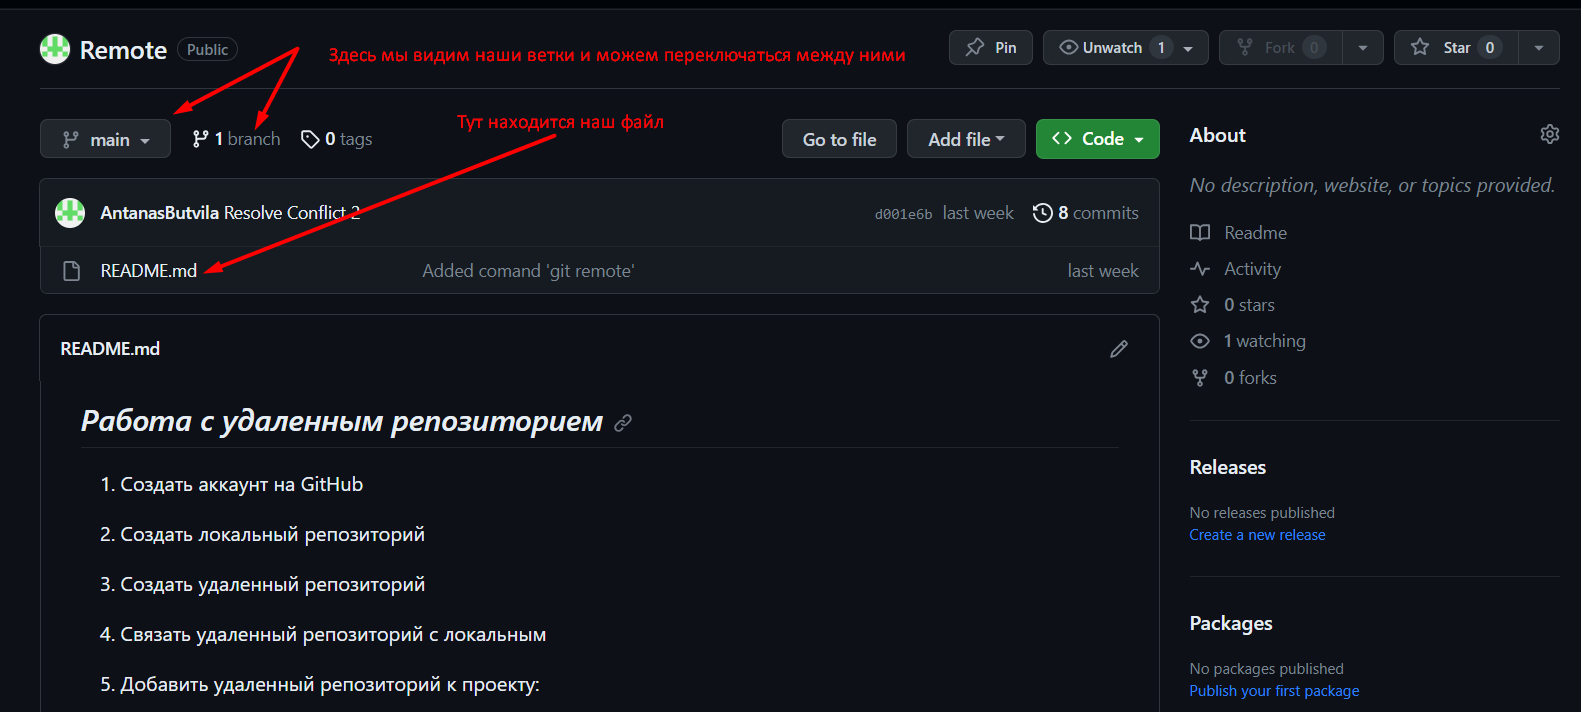 Remote Public
Здесь мы видим наши ветки и можем переключаться между ними
Pin
Unwatch 1
Fork 0
Star 0
Тут находится наш файл
main
1 branch
0 tags
Go to file
Add file
Code
AntanasButvila Resolve Conflict 2
d001e6b last week
8 commits
README.md
Added comand 'git remote'
last week
README.md
Работа с удаленным репозиторием
1. Создать аккаунт на GitHub
2. Создать локальный репозиторий
3. Создать удаленный репозиторий
4. Связать удаленный репозиторий с локальным
5. Добавить удаленный репозиторий к проекту:
About
No description, website, or topics provided.
Readme
Activity
0 stars
1 watching
0 forks
Releases
No releases published
Create a new release
Packages
No packages published
Publish your first package